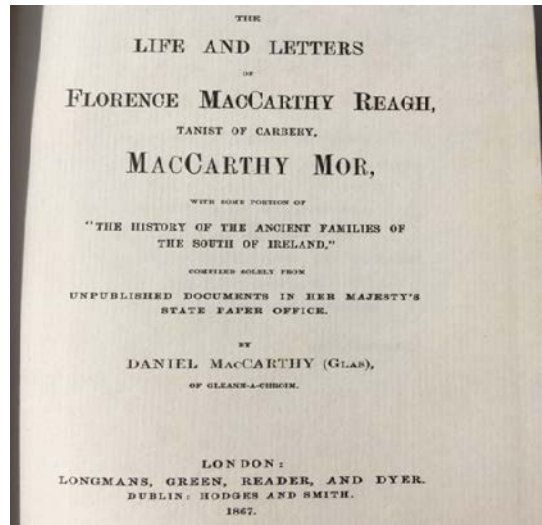 THE
LIFE AND LETTERS
OF
FLORENCE MACCARTHY REAGH,
TANIST OF CARBERY,
MACCARTHY MOR,
WITH SOME PORTION OF
"THE HISTORY OF THE ANCIENT FAMILIES OF
THE SOUTH OF IRELAND,"
COMPILED SOLELY FROM
UNPUBLISHED DOCUMENTS IN HER MAJESTY'S
STATE PAPER OFFICE.
BY
DANIEL MACCARTHY (GLAS),
OF GLEANN-A-CHROIM.
LONDON:
LONGMANS, GREEN, READER, AND DYER.
DUBLIN: HODGES AND SMITH.
1867.